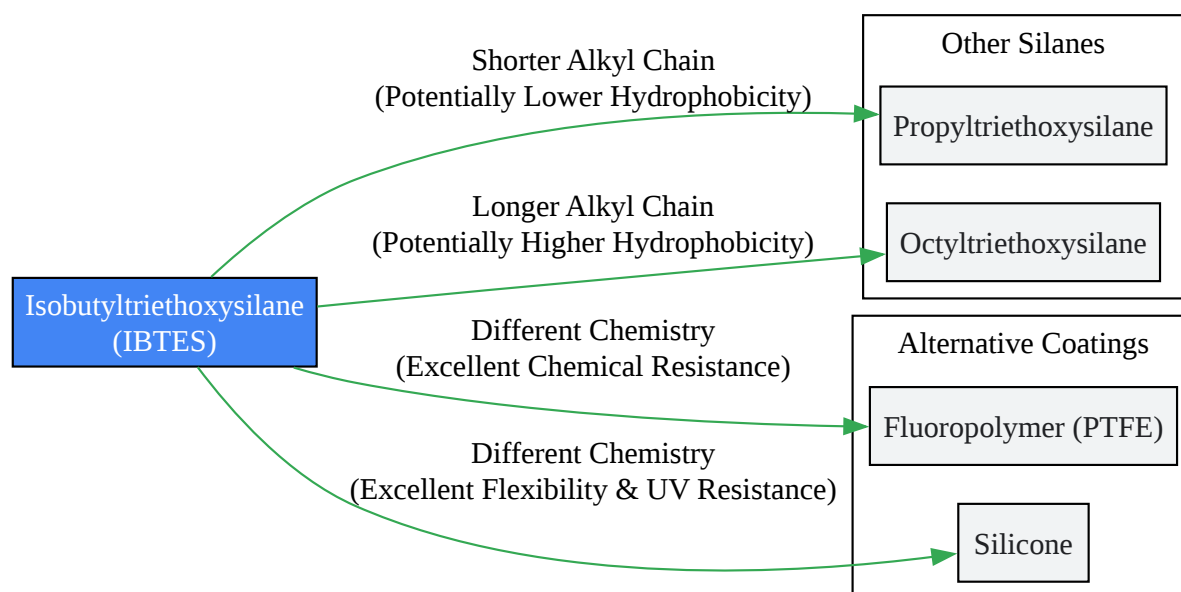 Other Silanes
Shorter Alkyl Chain
(Potentially Lower Hydrophobicity)
Propyltriethoxysilane
Longer Alkyl Chain
(Potentially Higher Hydrophobicity)
Octyltriethoxysilane
Isobutyltriethoxysilane
(IBTES)
Alternative Coatings
Different Chemistry
(Excellent Chemical Resistance)
Fluoropolymer (PTFE)
Different Chemistry
(Excellent Flexibility & UV Resistance)
Silicone